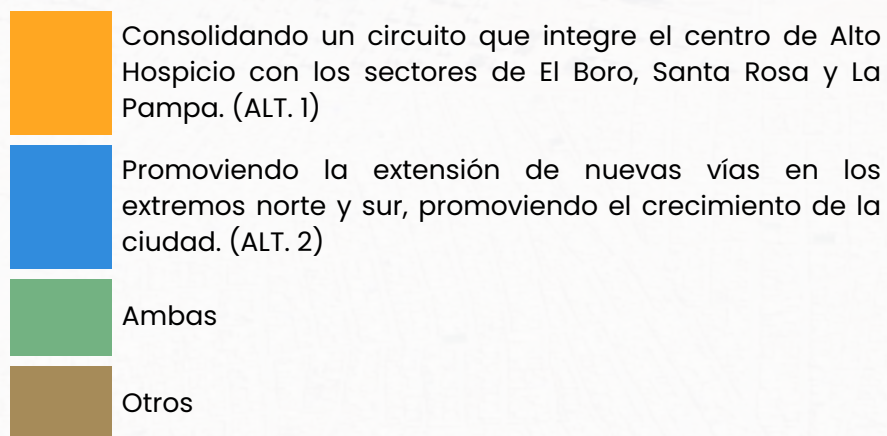 Consolidando un circuito que integre el centro de Alto
Hospicio con los sectores de El Boro, Santa Rosa y La
Pampa. (ALT. 1)
Promoviendo la extensión de nuevas vías en los
extremos norte y sur, promoviendo el crecimiento de la
ciudad. (ALT. 2)
Ambas
Otros